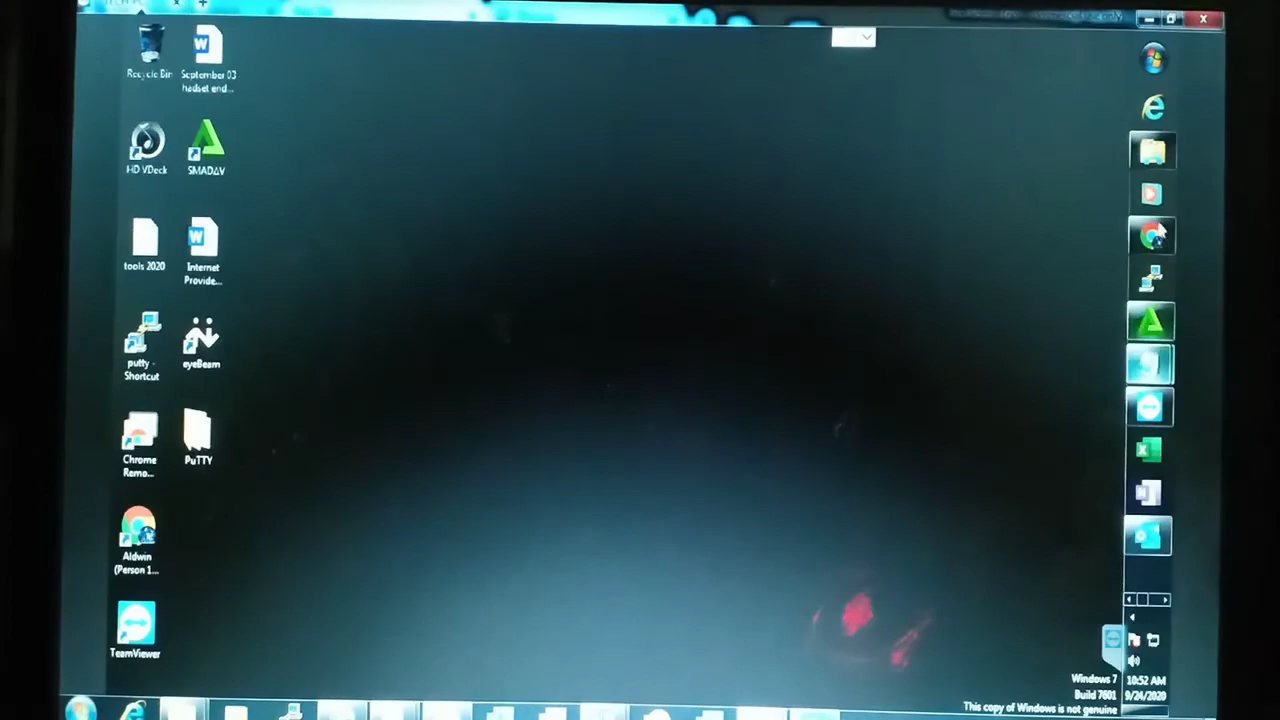 Recycle Bin
September 03
hadset end...
HD VDeck
SMADAV
tools 2020
Internet
Provide...
putty -
Shortcut
eyeBeam
Chrome
Remo...
PuTTY
Aldwin
(Person 1...
TeamViewer
Windows 7
Build 7601
This copy of Windows is not genuine
10:52 AM
9/24/2020